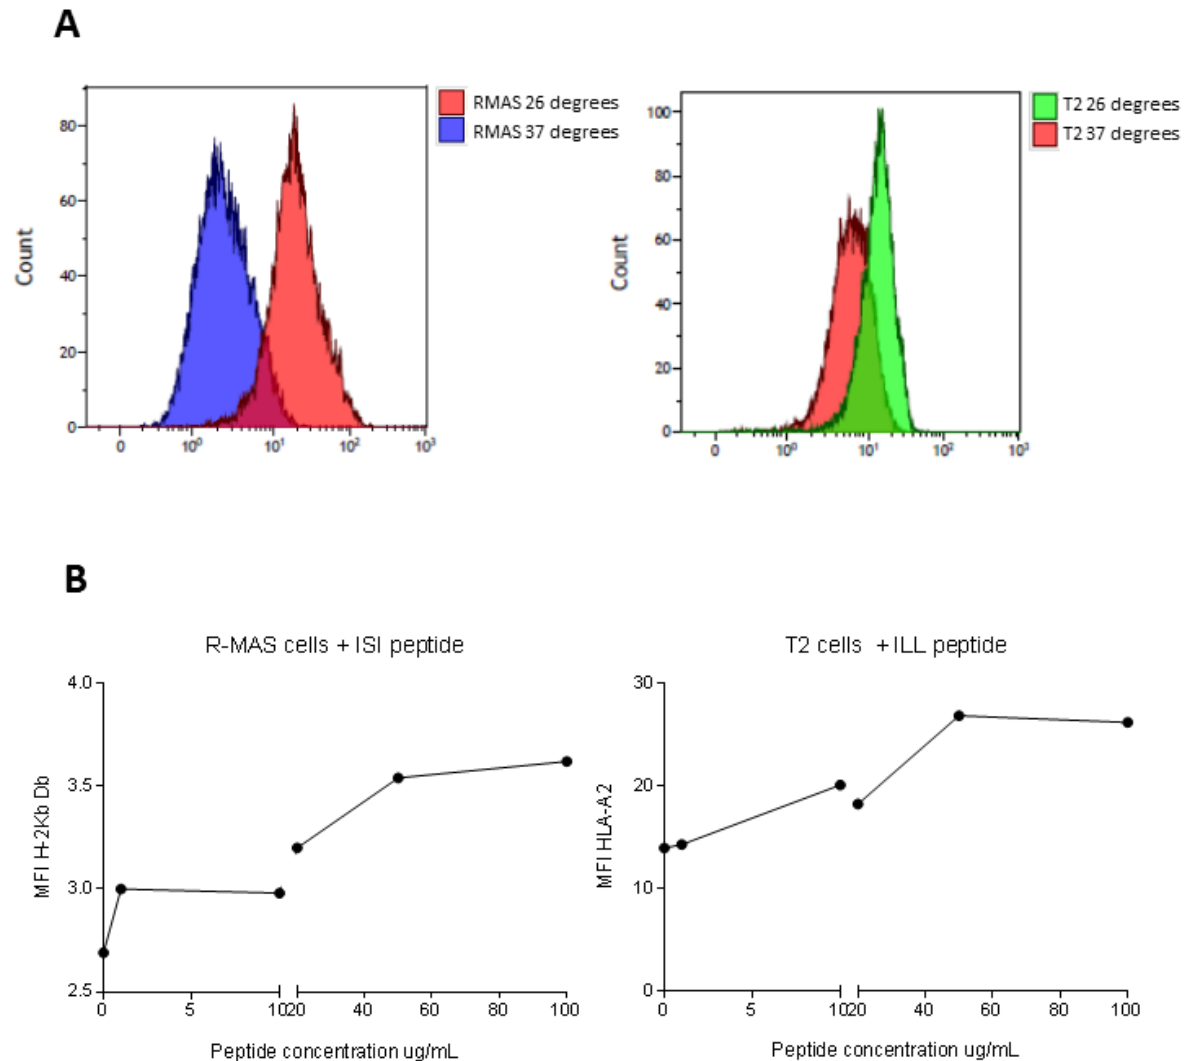 A
RMAS 26 degrees
RMAS 37 degrees
80
60
40
20
0
Count
0 10⁰ 10¹ 10² 10³
T2 26 degrees
T2 37 degrees
100
80
60
40
20
0
Count
0 10⁰ 10¹ 10² 10³
B
R-MAS cells + ISI peptide
4.0
3.5
3.0
2.5
MFI H-2Kb Db
0 5 10 20 40 60 80 100
Peptide concentration ug/mL
T2 cells + ILL peptide
30
20
10
0
MFI HLA-A2
0 5 10 20 40 60 80 100
Peptide concentration ug/mL